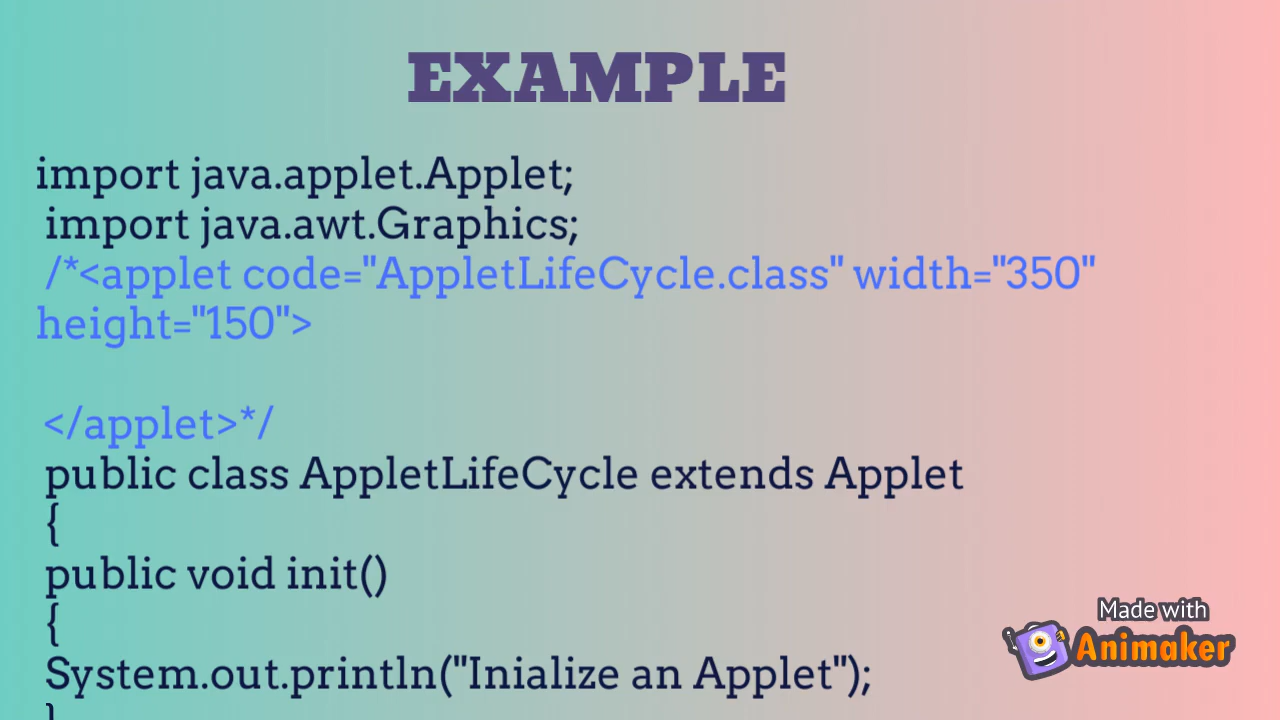 EXAMPLE
import java.applet.Applet;
import java.awt.Graphics;
/*<applet code="AppletLifeCycle.class" width="350"
height="150">
</applet>*/
public class AppletLifeCycle extends Applet
{
public void init()
{
System.out.println("Inialize an Applet");
}
Made with
Animaker